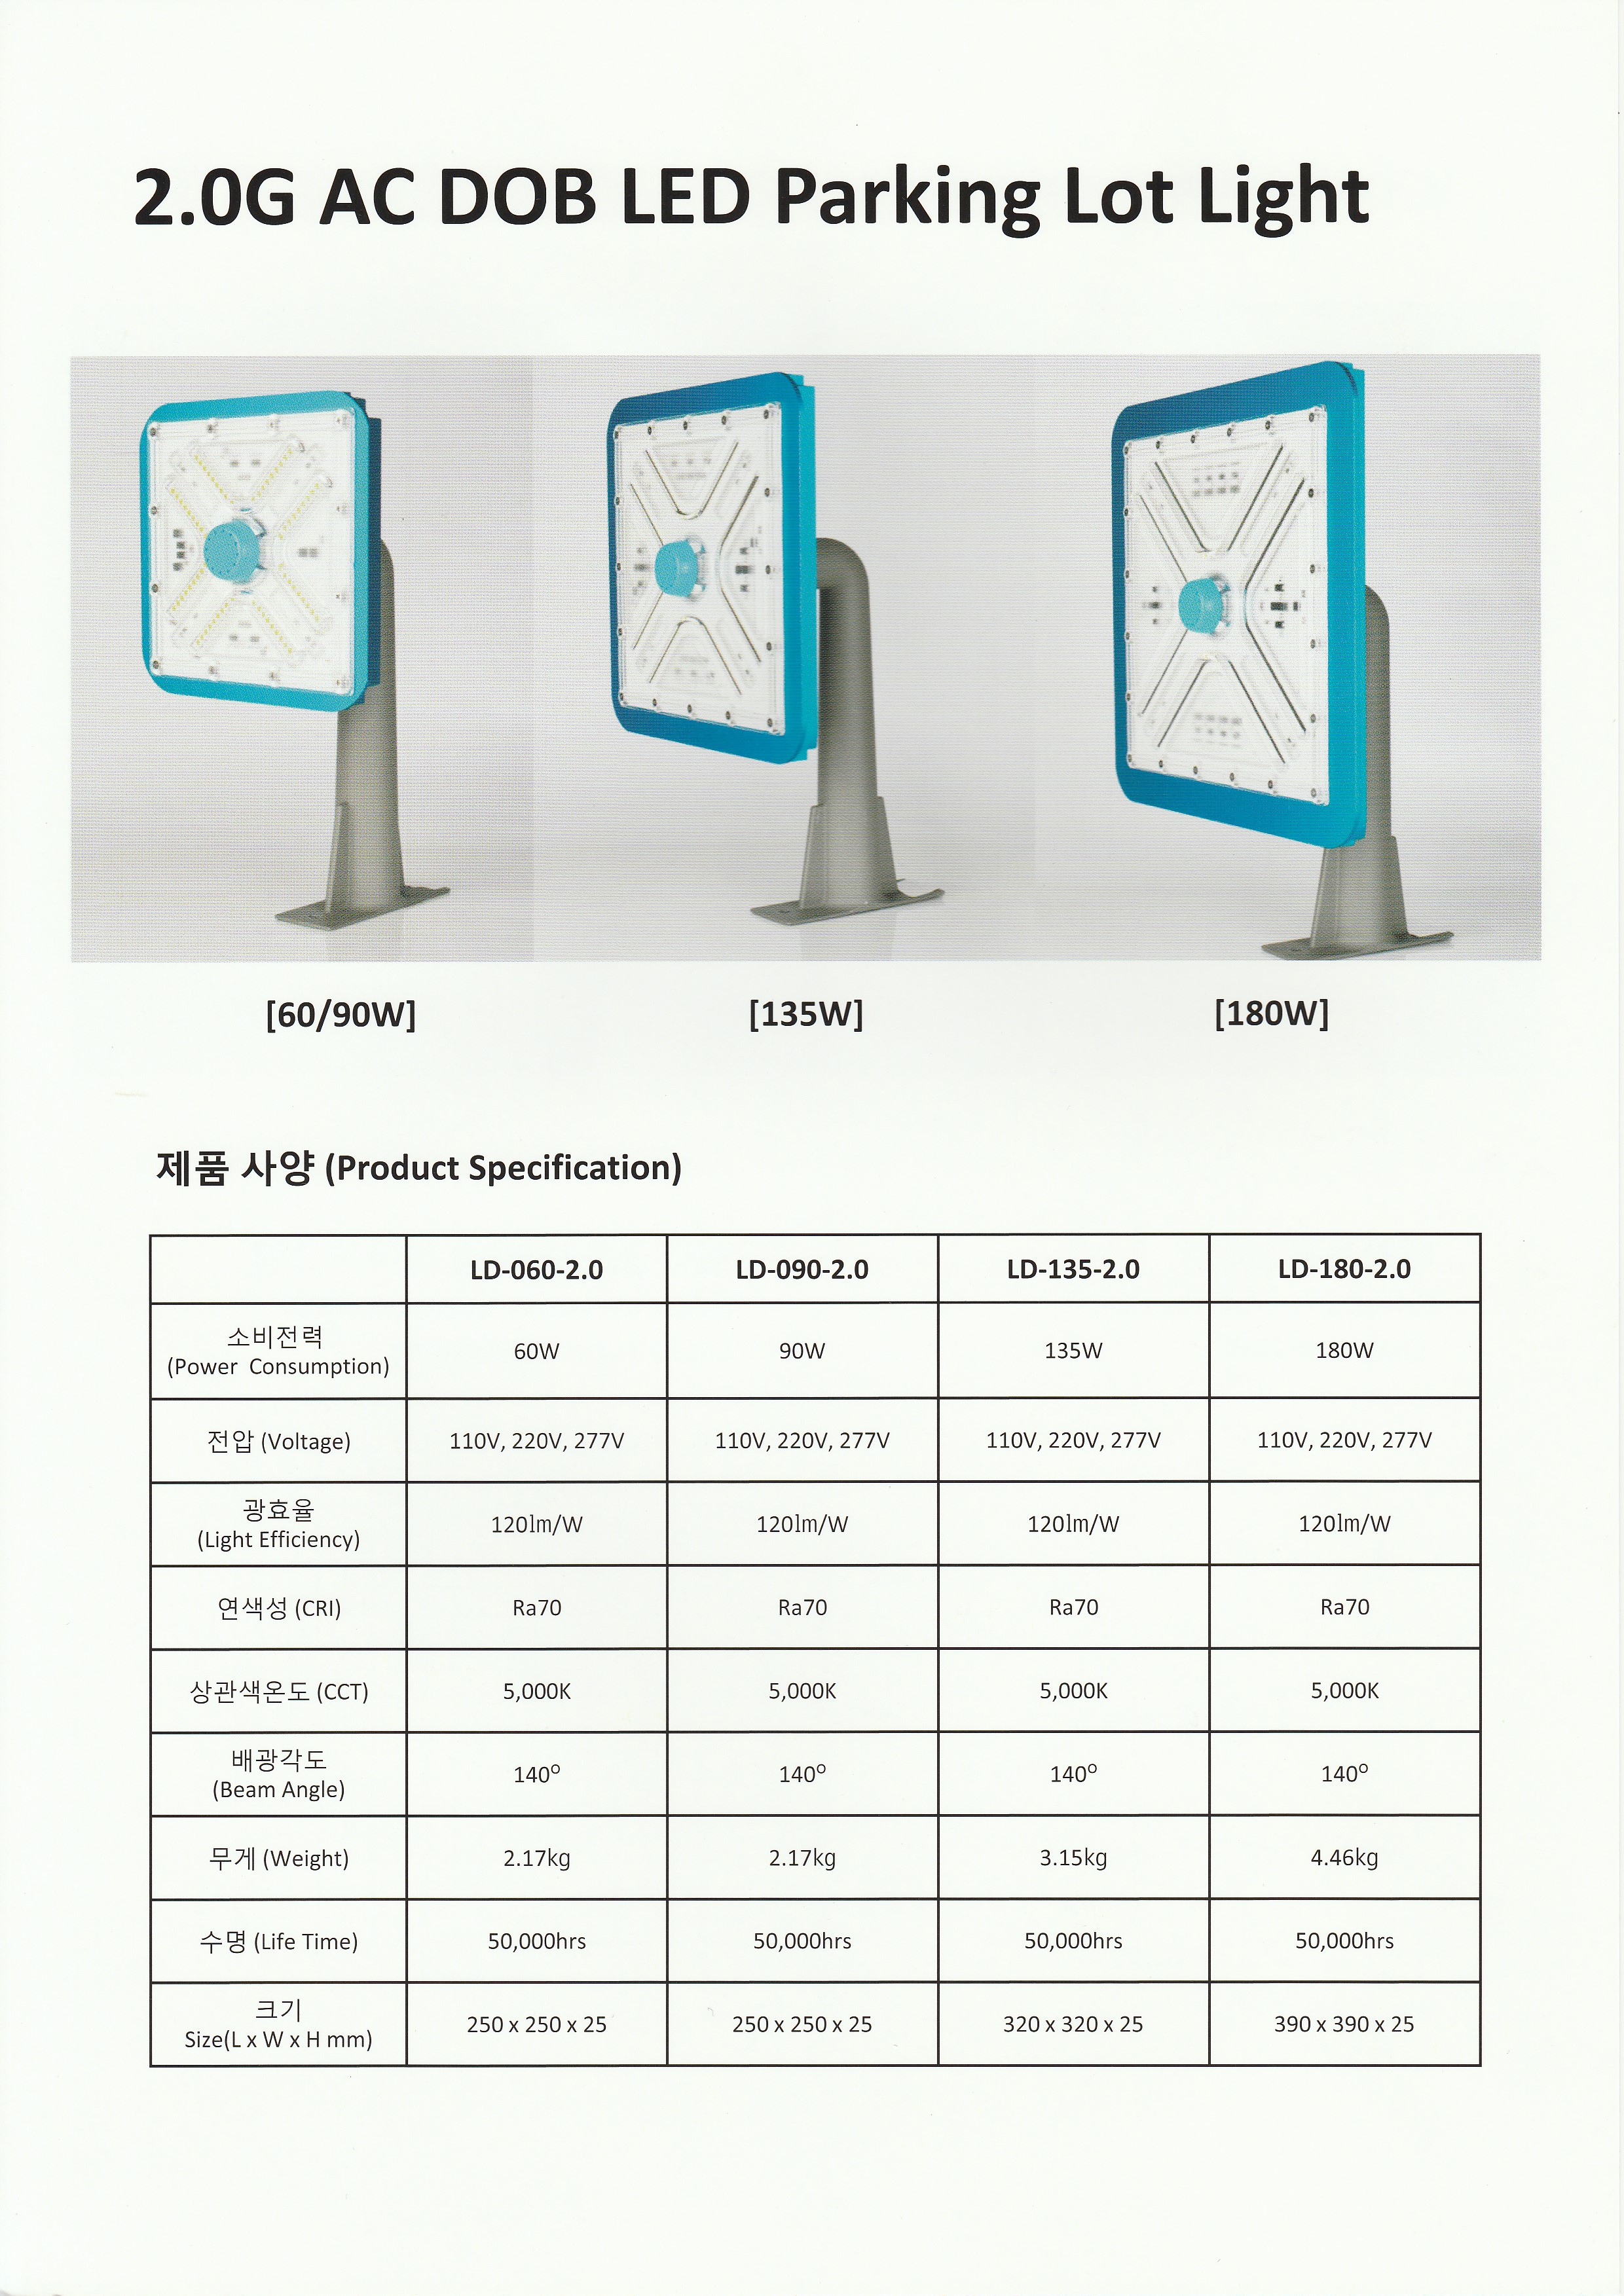 2.0G AC DOB LED Parking Lot Light
[60/90W] [135W] [180W]
제품 사양 (Product Specification)
LD-060-2.0 LD-090-2.0 LD-135-2.0 LD-180-2.0
소비전력
(Power Consumption) 60W 90W 135W 180W
전압 (Voltage) 110V, 220V, 277V 110V, 220V, 277V 110V, 220V, 277V 110V, 220V, 277V
광효율
(Light Efficiency) 120lm/W 120lm/W 120lm/W 120lm/W
연색성 (CRI) Ra70 Ra70 Ra70 Ra70
상관색온도 (CCT) 5,000K 5,000K 5,000K 5,000K
배광각도
(Beam Angle) 140° 140° 140° 140°
무게 (Weight) 2.17kg 2.17kg 3.15kg 4.46kg
수명 (Life Time) 50,000hrs 50,000hrs 50,000hrs 50,000hrs
크기
Size(L x W x H mm) 250 x 250 x 25 250 x 250 x 25 320 x 320 x 25 390 x 390 x 25